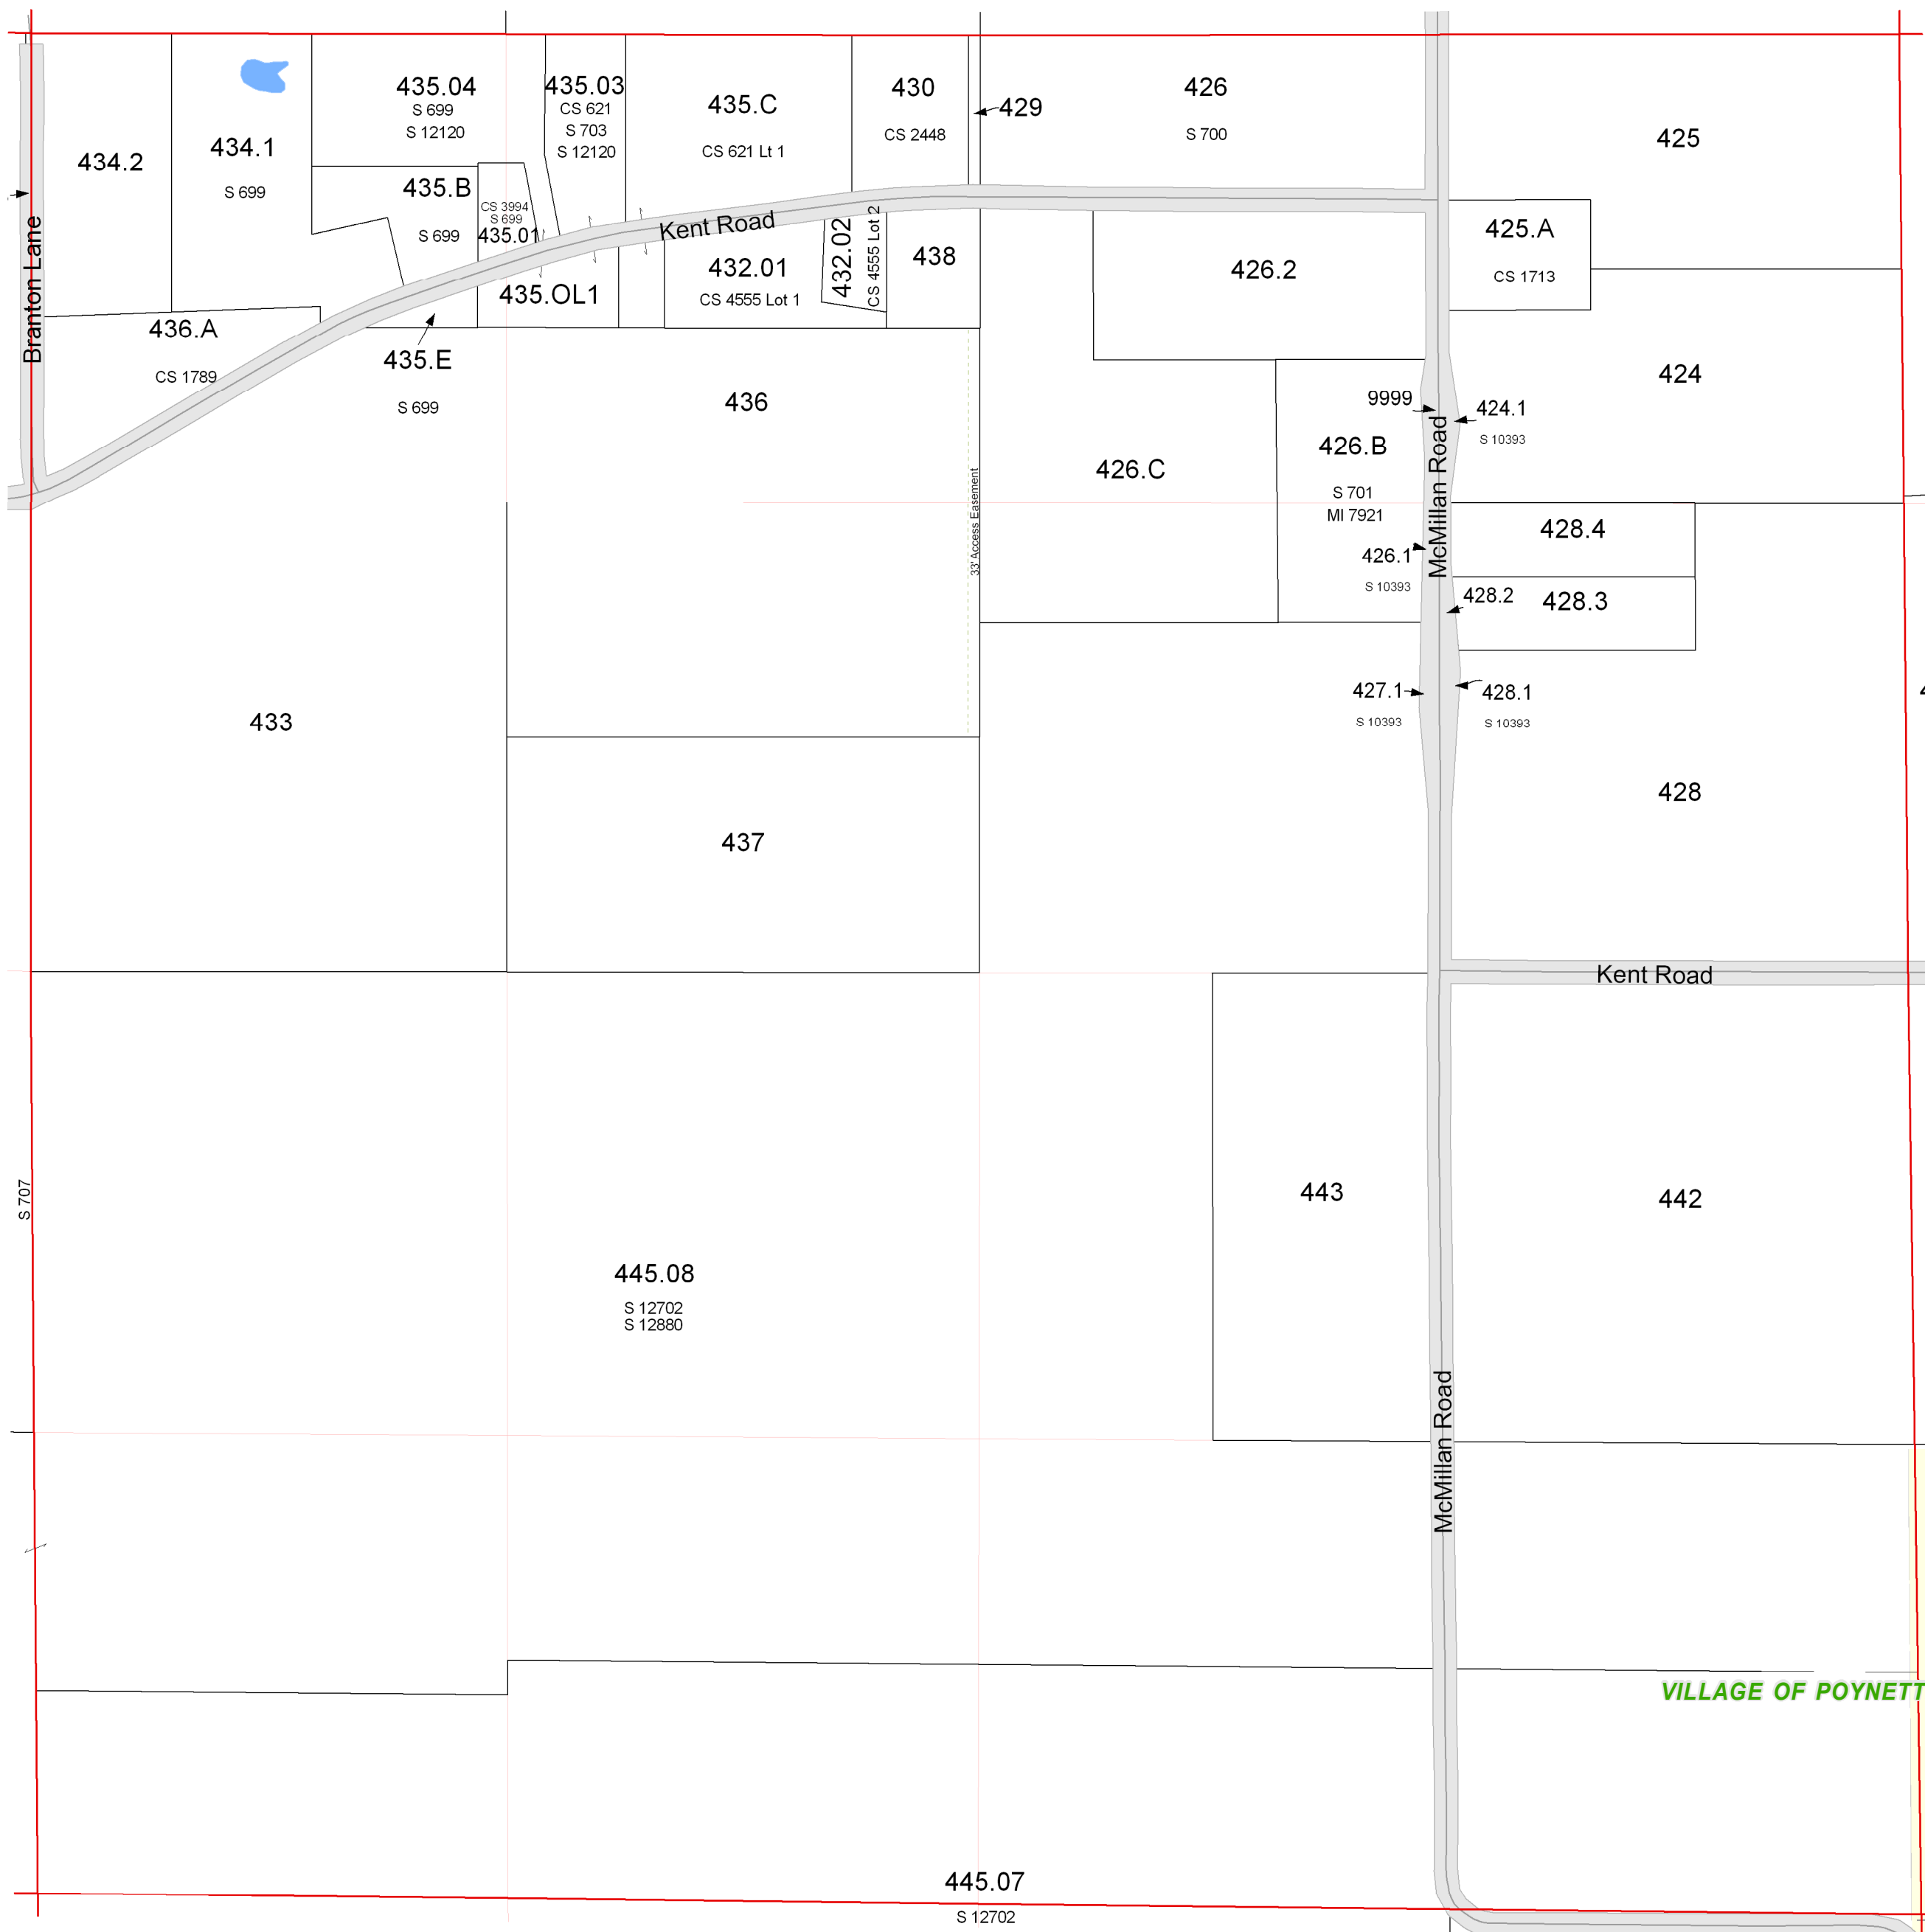 435.04
S 699
S 12120
435.03
CS 621
S 703
S 12120
435.C
CS 621 Lt 1
430
CS 2448
429
426
S 700
425
434.2
434.1
S 699
435.B
S 699
CS 3994
S 699
435.01
Kent Road
432.01
CS 4555 Lot 1
432.02
CS 4555 Lot 2
438
426.2
425.A
CS 1713
Branton Lane
435.OL1
436.A
CS 1789
435.E
S 699
436
424
9999
424.1
S 10393
426.B
S 701
MI 7921
426.C
McMillan Road
33' Access Easement
426.1
S 10393
428.4
428.2
428.3
427.1
S 10393
428.1
S 10393
433
428
437
Kent Road
S 707
443
442
445.08
S 12702
S 12880
McMillan Road
VILLAGE OF POYNETT
445.07
S 12702